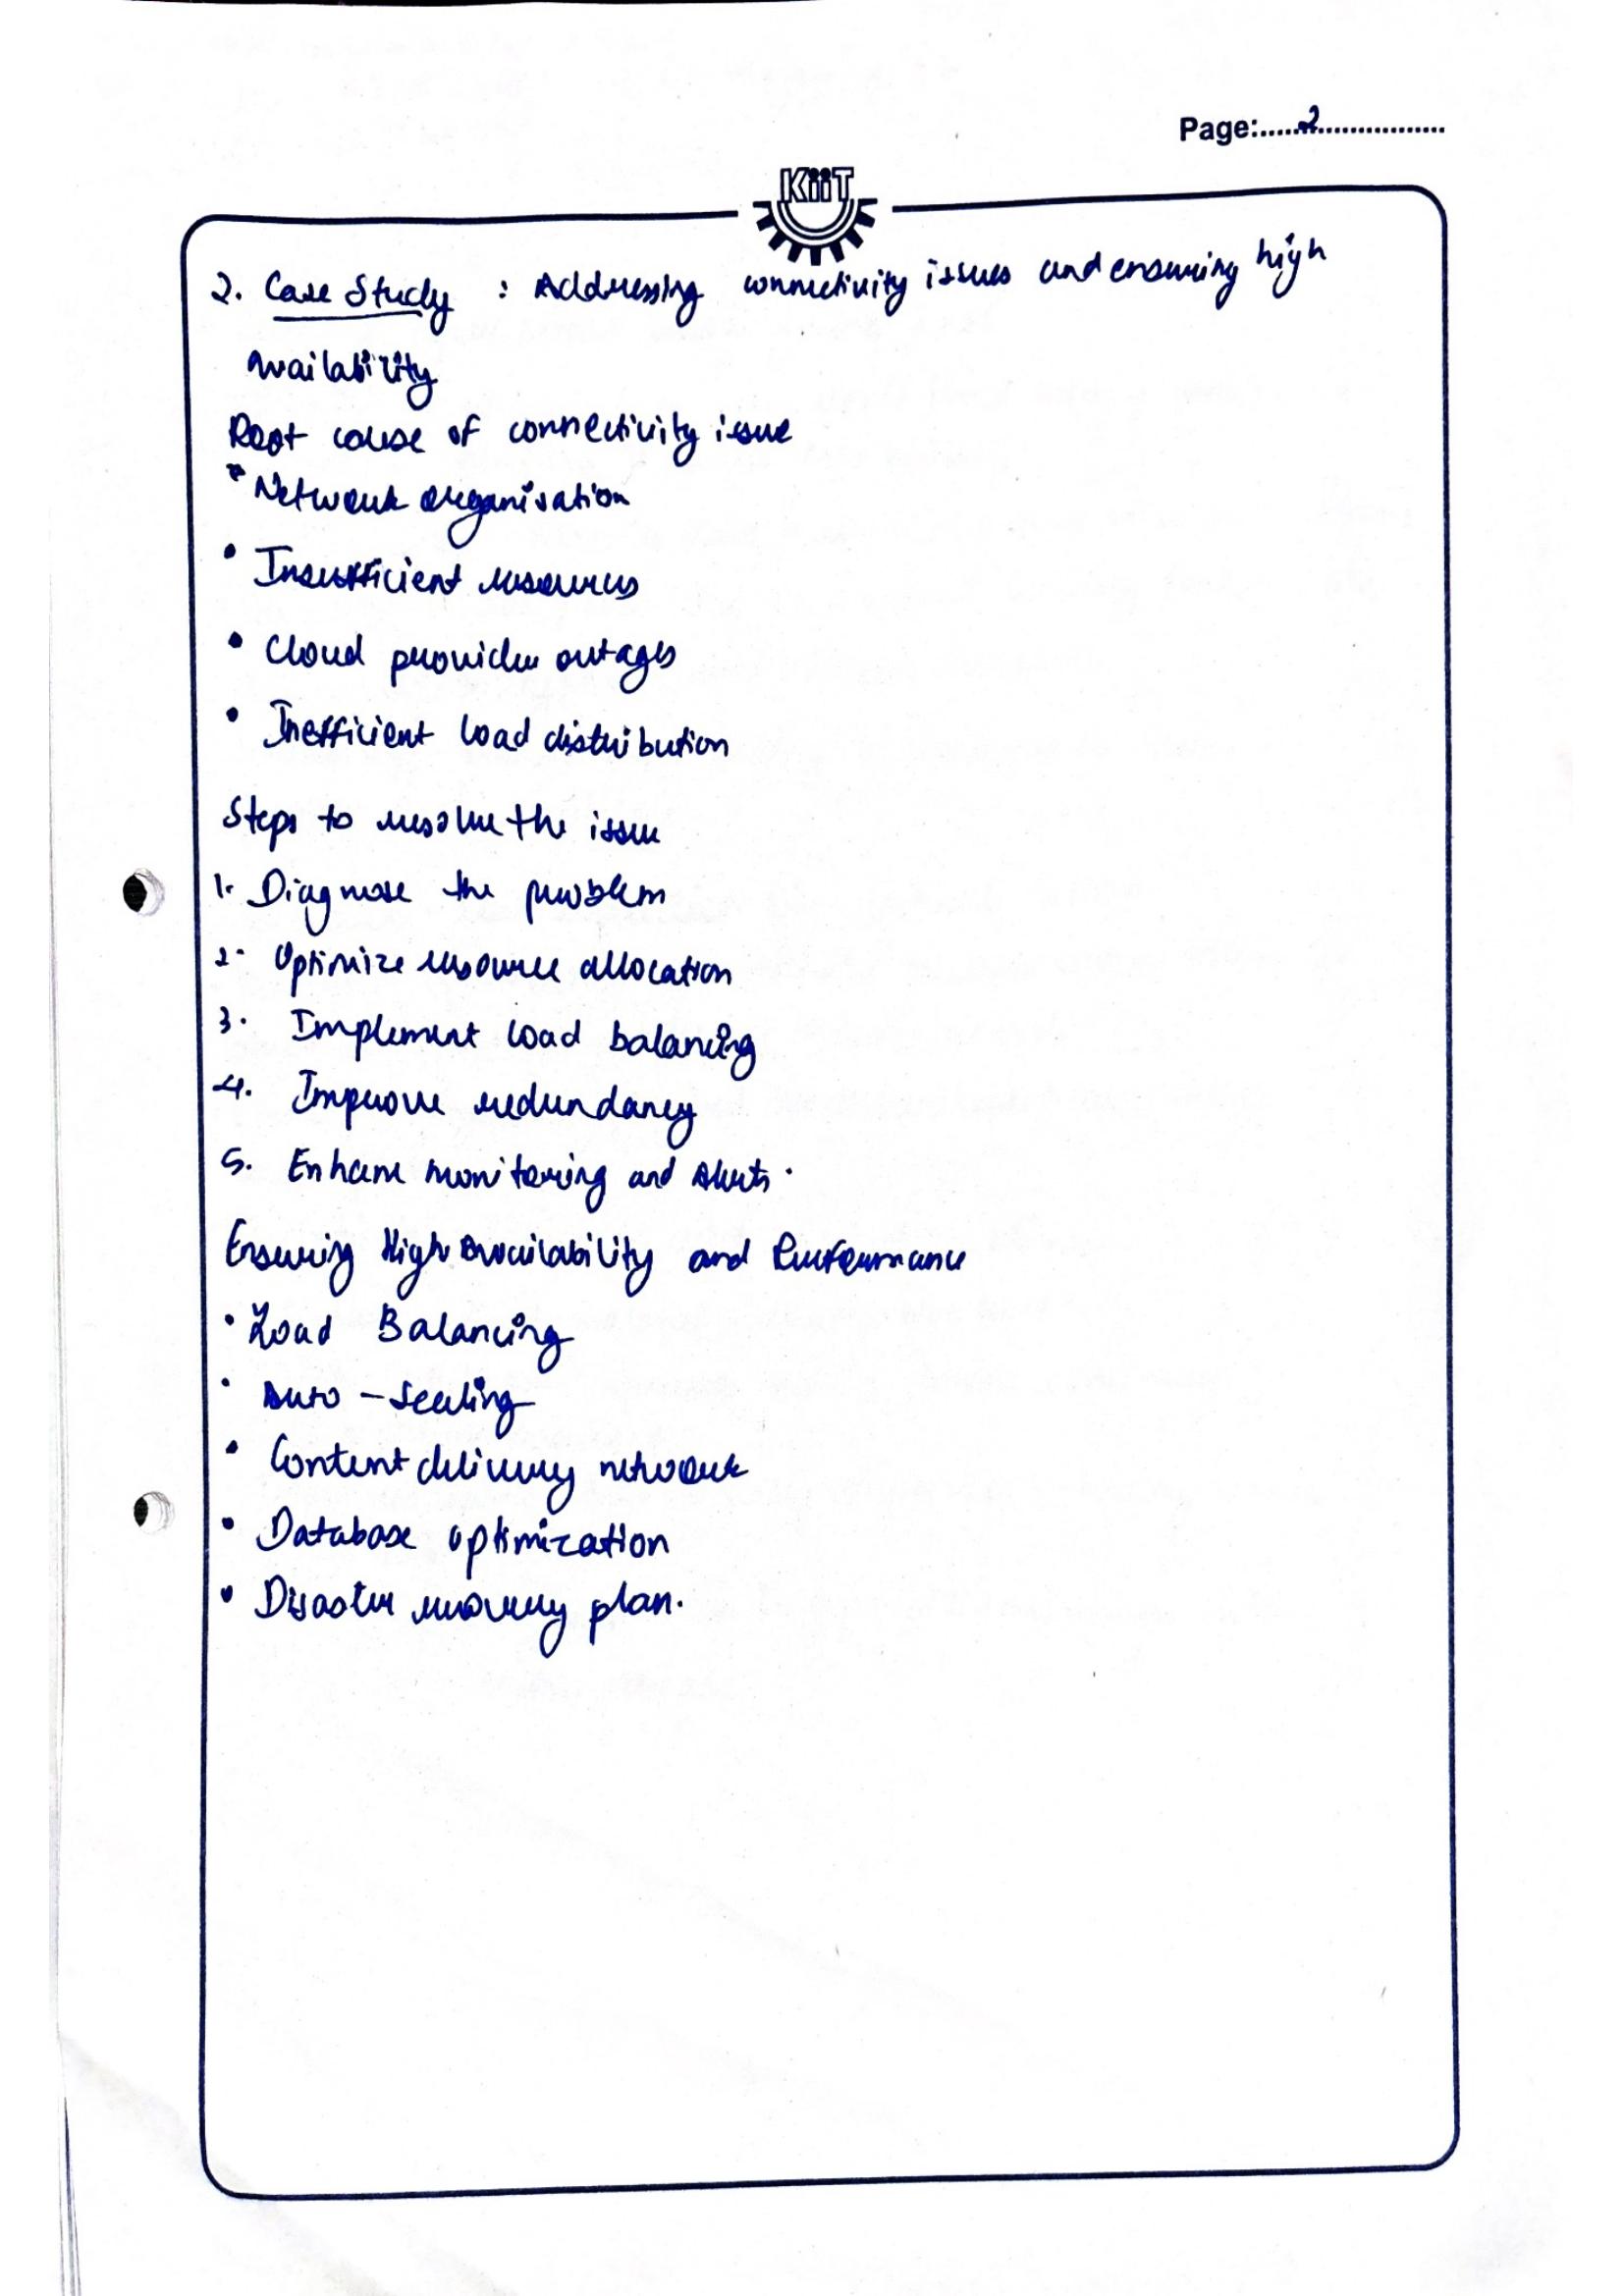 Page:......2......................
KiiT
2. Case Study : Addressing connectivity issues and ensuring high
availability
Root cause of connectivity issue
• Network organisation
• Insufficient resources
• Cloud provider outages
• Inefficient load distribution
Steps to resolve the issue
1. Diagnose the problem
2. Optimize resource allocation
3. Implement load balancing
4. Improve redundancy
5. Enhance monitoring and Alerts.
Ensuring High Availability and Performance
• Load Balancing
• Auto - Scaling
• Content delivery network
• Database optimization
• Disaster recovery plan.